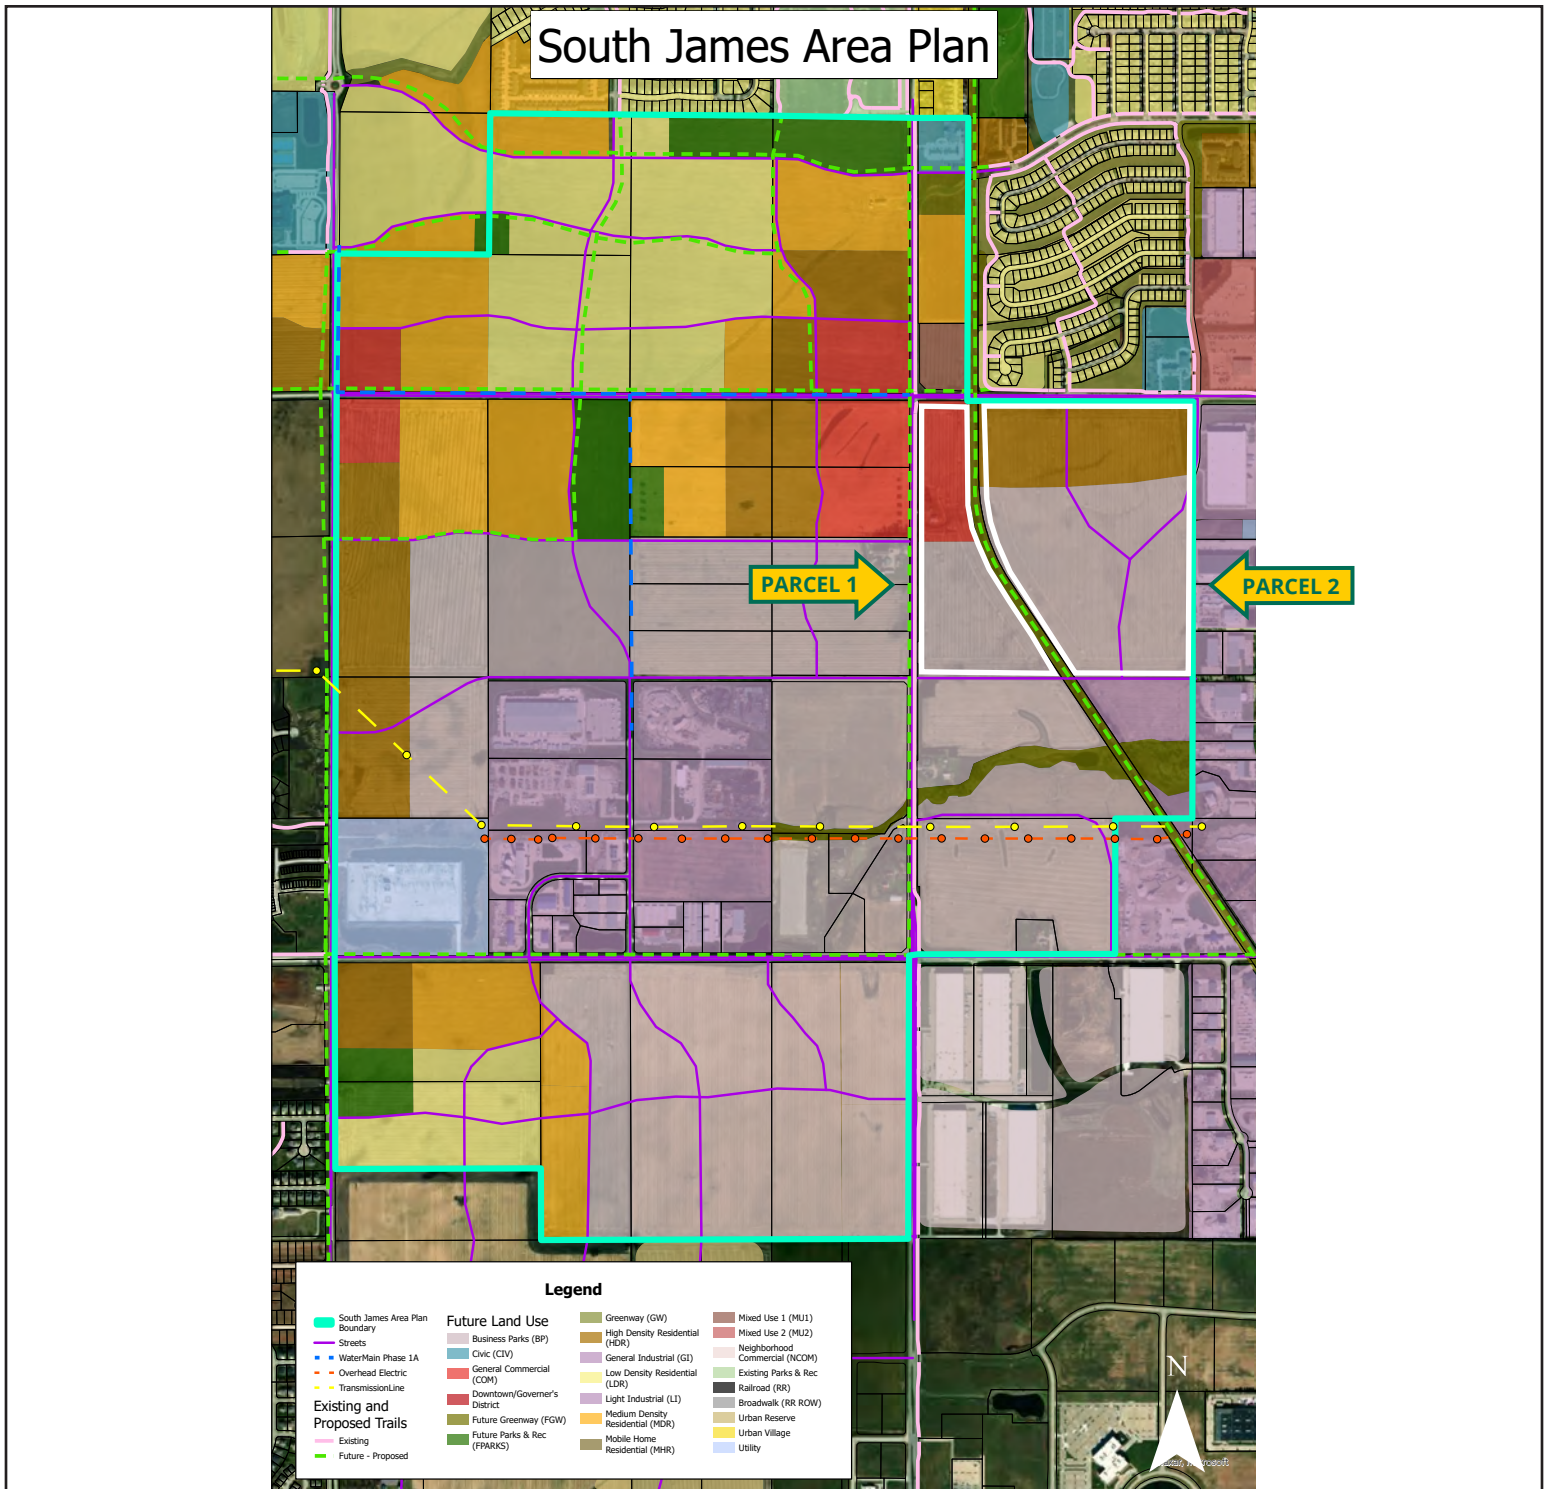 South James Area Plan
PARCEL 1
PARCEL 2
Legend
South James Area Plan
Boundary
Streets
WaterMain Phase 1A
Overhead Electric
TransmissionLine
Existing and
Proposed Trails
Existing
Future - Proposed
Future Land Use
Business Parks (BP)
Civic (CIV)
General Commercial
(COM)
Downtown/Governer's
District
Future Greenway (FGW)
Future Parks & Rec
(FPARKS)
Greenway (GW)
High Density Residential
(HDR)
General Industrial (GI)
Low Density Residential
(LDR)
Light Industrial (LI)
Medium Density
Residential (MDR)
Mobile Home
Residential (MHR)
Mixed Use 1 (MU1)
Mixed Use 2 (MU2)
Neighborhood
Commercial (NCOM)
Existing Parks & Rec
Railroad (RR)
Broadwalk (RR ROW)
Urban Reserve
Urban Village
Utility
N